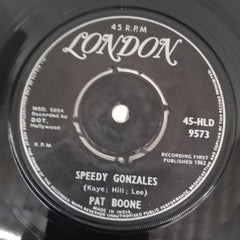 45 R.P.M
LONDON
MSD. 5054
Recorded by
DOT,
Hollywood
45-HLD
9573
K.P.M.
RECORDING FIRST
PUBLISHED 1962
SPEEDY GONZALES
(Kaye; Hill; Lee)
PAT BOONE
MADE IN INDIA